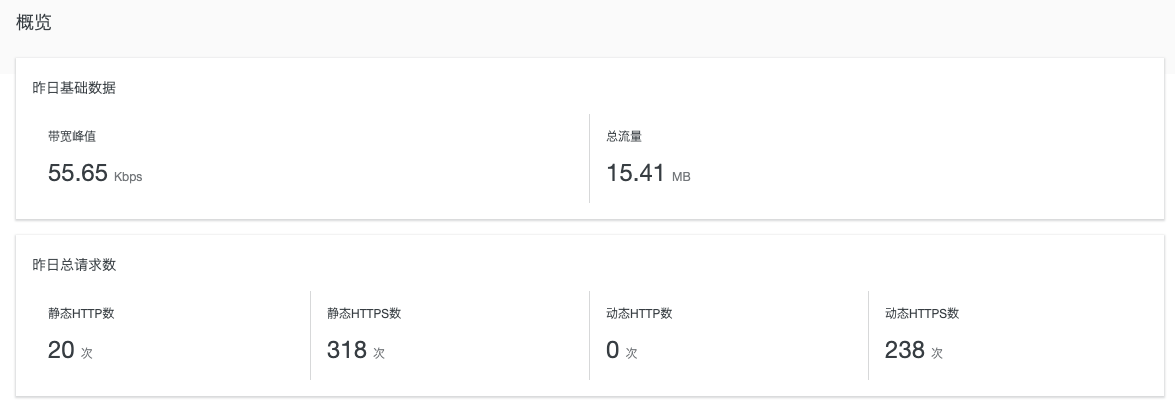 概览
昨日基础数据
带宽峰值
55.65 Kbps
总流量
15.41 MB
昨日总请求数
静态HTTP数
20 次
静态HTTPS数
318 次
动态HTTP数
0 次
动态HTTPS数
238 次